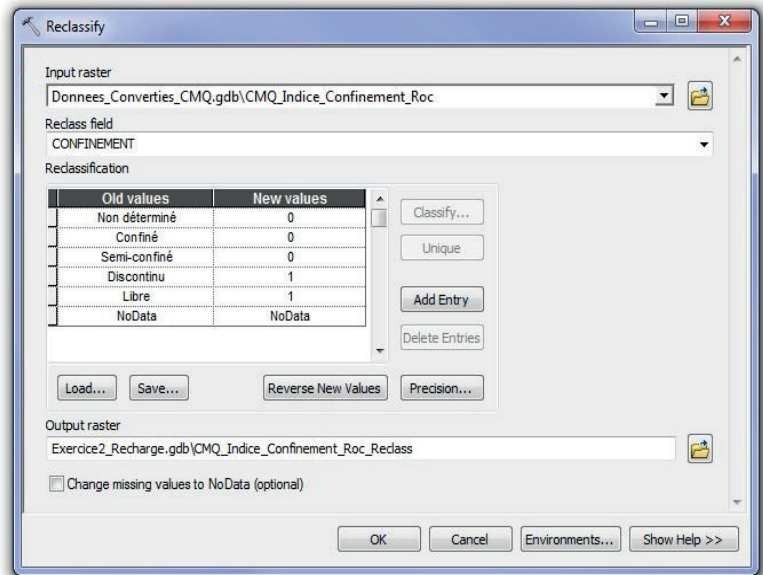 Reclassify
Input raster
Donnees_Converties_CMQ.gdb\CMQ_Indice_Confinement_Roc
Reclass field
CONFINEMENT
Reclassification
Old values New values
Non déterminé 0
Confiné 0
Semi-confiné 0
Discontinu 1
Libre 1
NoData NoData
Classify...
Unique
Add Entry
Delete Entries
Load... Save... Reverse New Values Precision...
Output raster
Exercice2_Recharge.gdb\CMQ_Indice_Confinement_Roc_Reclass
Change missing values to NoData (optional)
OK Cancel Environments... Show Help >>